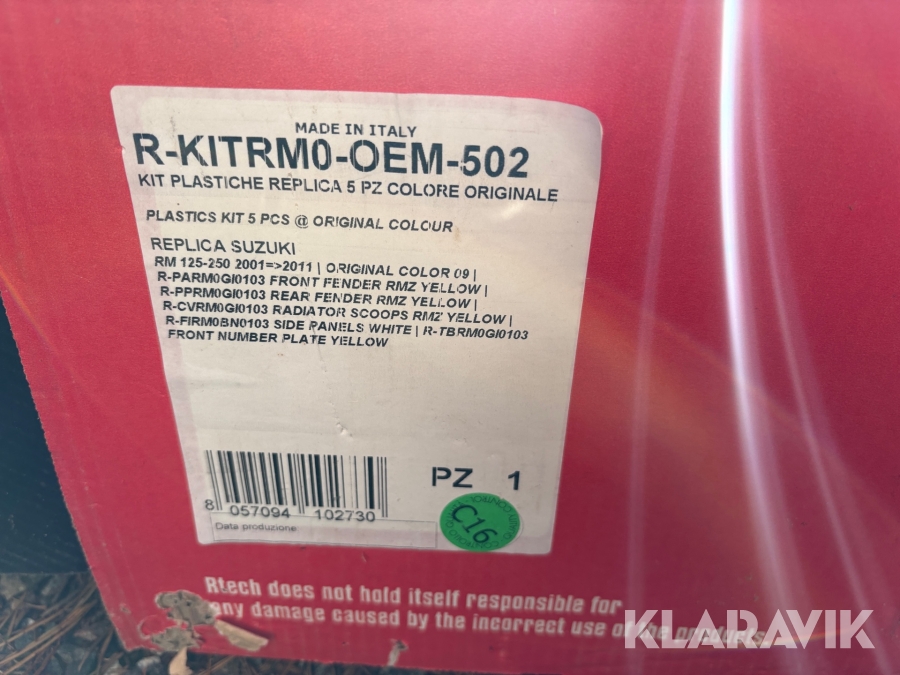 MADE IN ITALY
R-KITRM0-OEM-502
KIT PLASTICHE REPLICA 5 PZ COLORE ORIGINALE
PLASTICS KIT 5 PCS @ ORIGINAL COLOUR
REPLICA SUZUKI
RM 125-250 2001=>2011 | ORIGINAL COLOR 09 |
R-PARM0GI0103 FRONT FENDER RMZ YELLOW |
R-PPRM0GI0103 REAR FENDER RMZ YELLOW |
R-CVRM0GI0103 RADIATOR SCOOPS RMZ YELLOW |
R-FIRM0BN0103 SIDE PANELS WHITE | R-TBRM0GI0103
FRONT NUMBER PLATE YELLOW
PZ 1
8 057094 102730
C16
Data produzione
Rtech does not hold itself responsible for
any damage caused by the incorrect use of the products.
KLARAVIK